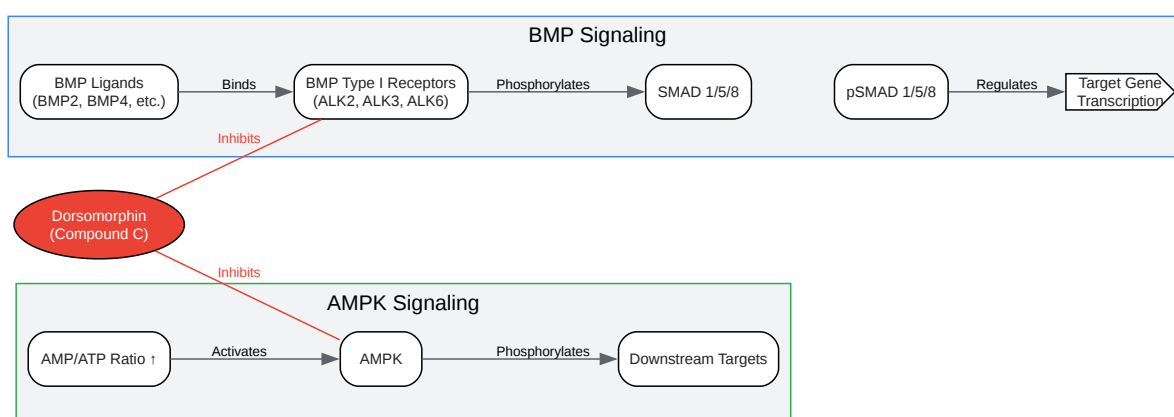 BMP Signaling
BMP Ligands
(BMP2, BMP4, etc.)
Binds
BMP Type I Receptors
(ALK2, ALK3, ALK6)
Phosphorylates
SMAD 1/5/8
pSMAD 1/5/8
Regulates
Target Gene
Transcription
Inhibits
Dorsomorphin
(Compound C)
Inhibits
AMPK Signaling
AMP/ATP Ratio ↑
Activates
AMPK
Phosphorylates
Downstream Targets